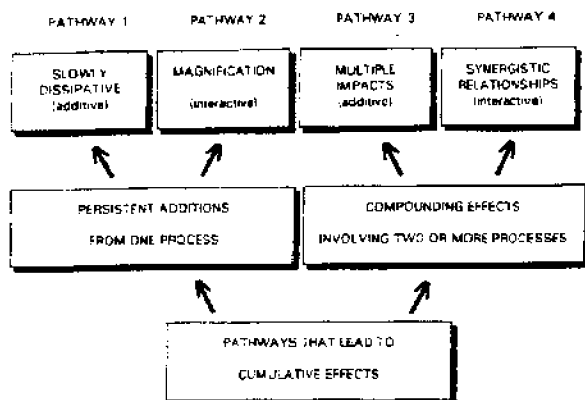 PATHWAY 1 PATHWAY 2 PATHWAY 3 PATHWAY 4
SLOWLY
DISSIPATIVE
(additive)
MAGNIFICATION
(interactive)
MULTIPLE
IMPACTS
(additive)
SYNERGISTIC
RELATIONSHIPS
(interactive)
PERSISTENT ADDITIONS
FROM ONE PROCESS
COMPOUNDING EFFECTS
INVOLVING TWO OR MORE PROCESSES
PATHWAYS THAT LEAD TO
CUMULATIVE EFFECTS